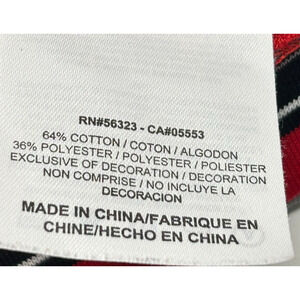 RN#56323 - CA#05553
64% COTTON / COTON / ALGODON
36% POLYESTER / POLYESTER / POLIESTER
EXCLUSIVE OF DECORATION / DECORATION
NON COMPRISE / NO INCLUYE LA
DECORACION
MADE IN CHINA/FABRIQUE EN
CHINE/HECHO EN CHINA